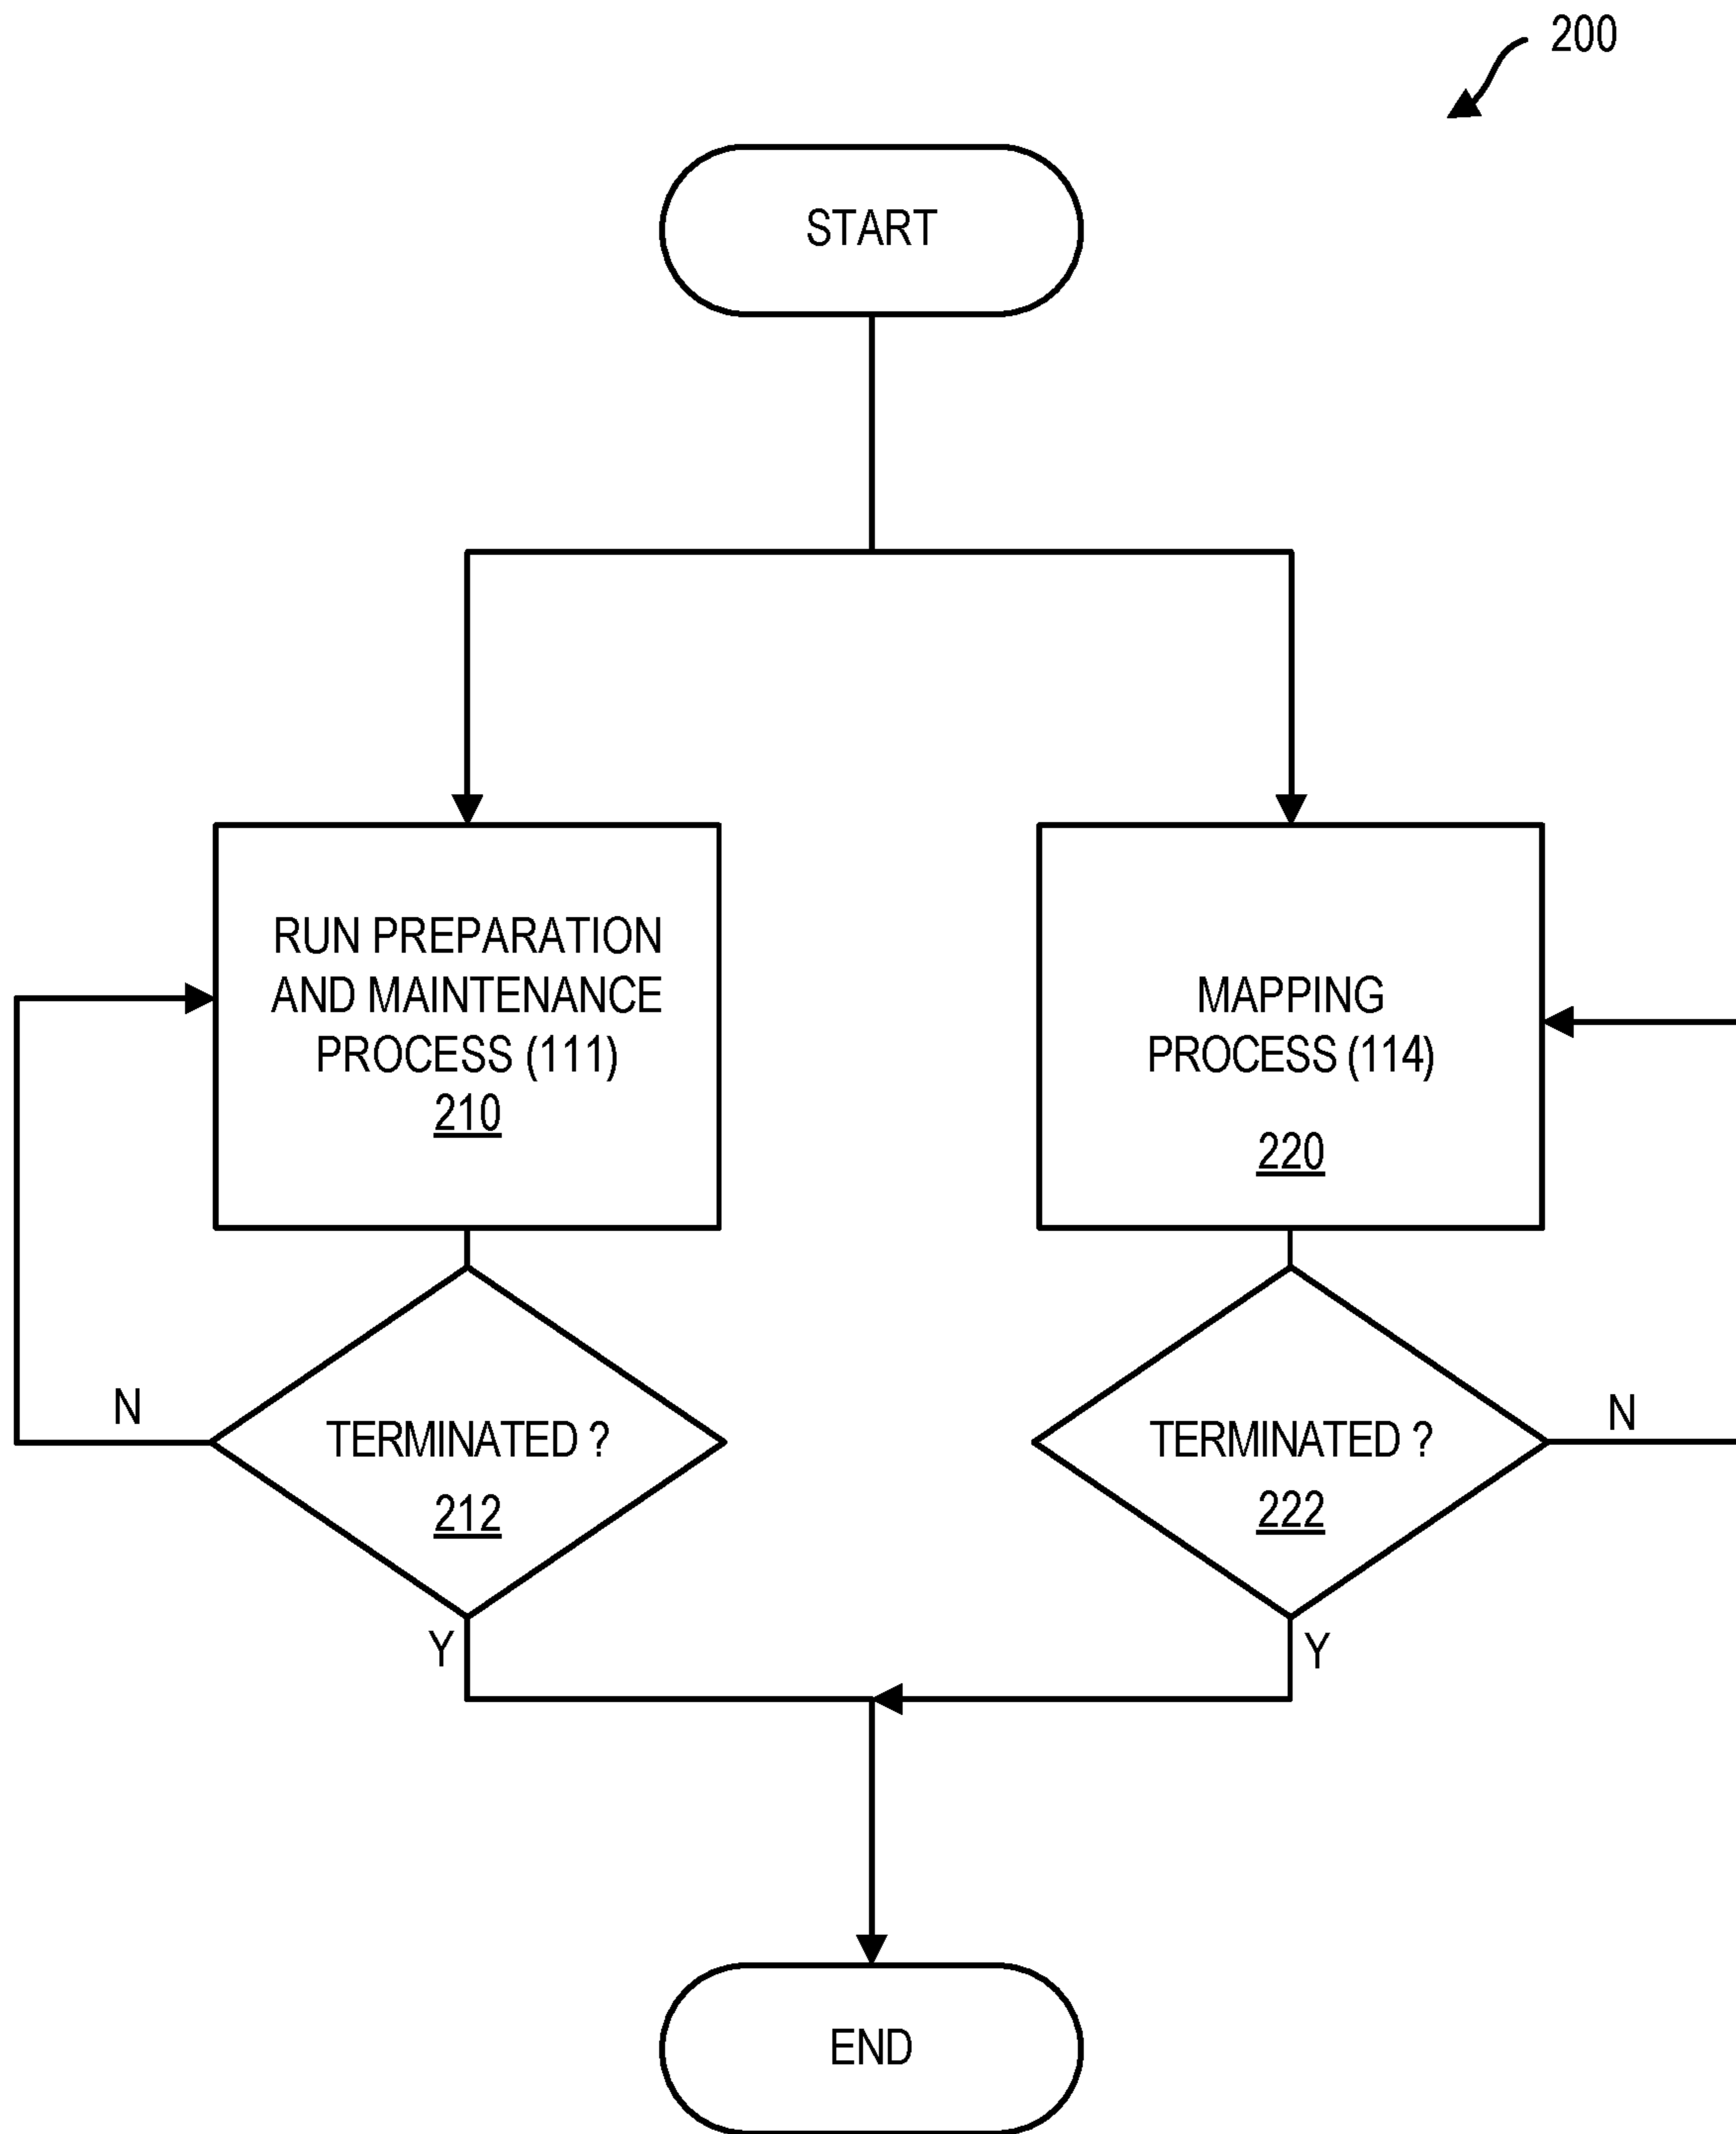 200
START
RUN PREPARATION
AND MAINTENANCE
PROCESS (111)
210
MAPPING
PROCESS (114)
220
N
TERMINATED ?
212
Y
TERMINATED ?
222
N
Y
END